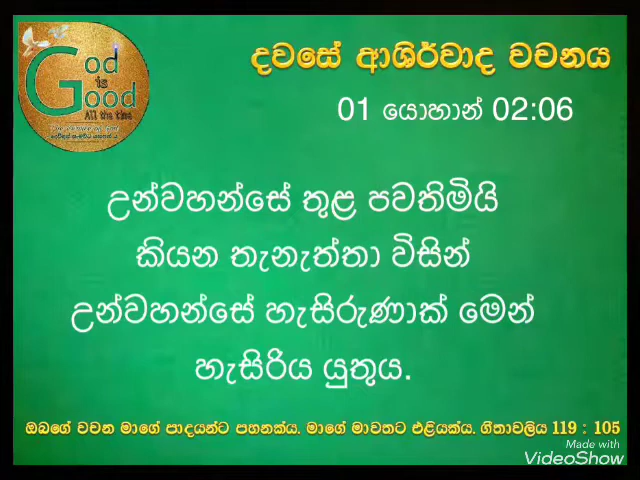 God
is
Good
All the time
දවසේ ආශිර්වාද වචනය
01 යොහාන් 02:06
උන්වහන්සේ තුළ පවතිමියි
කියන තැනැත්තා විසින්
උන්වහන්සේ හැසිරුණාක් මෙන්
හැසිරිය යුතුය.
ඔබගේ වචන මාගේ පාදයන්ට පහනක්ය. මාගේ මාවතට එළියක්ය. ගීතාවලිය 119 : 105
Made with
VideoShow